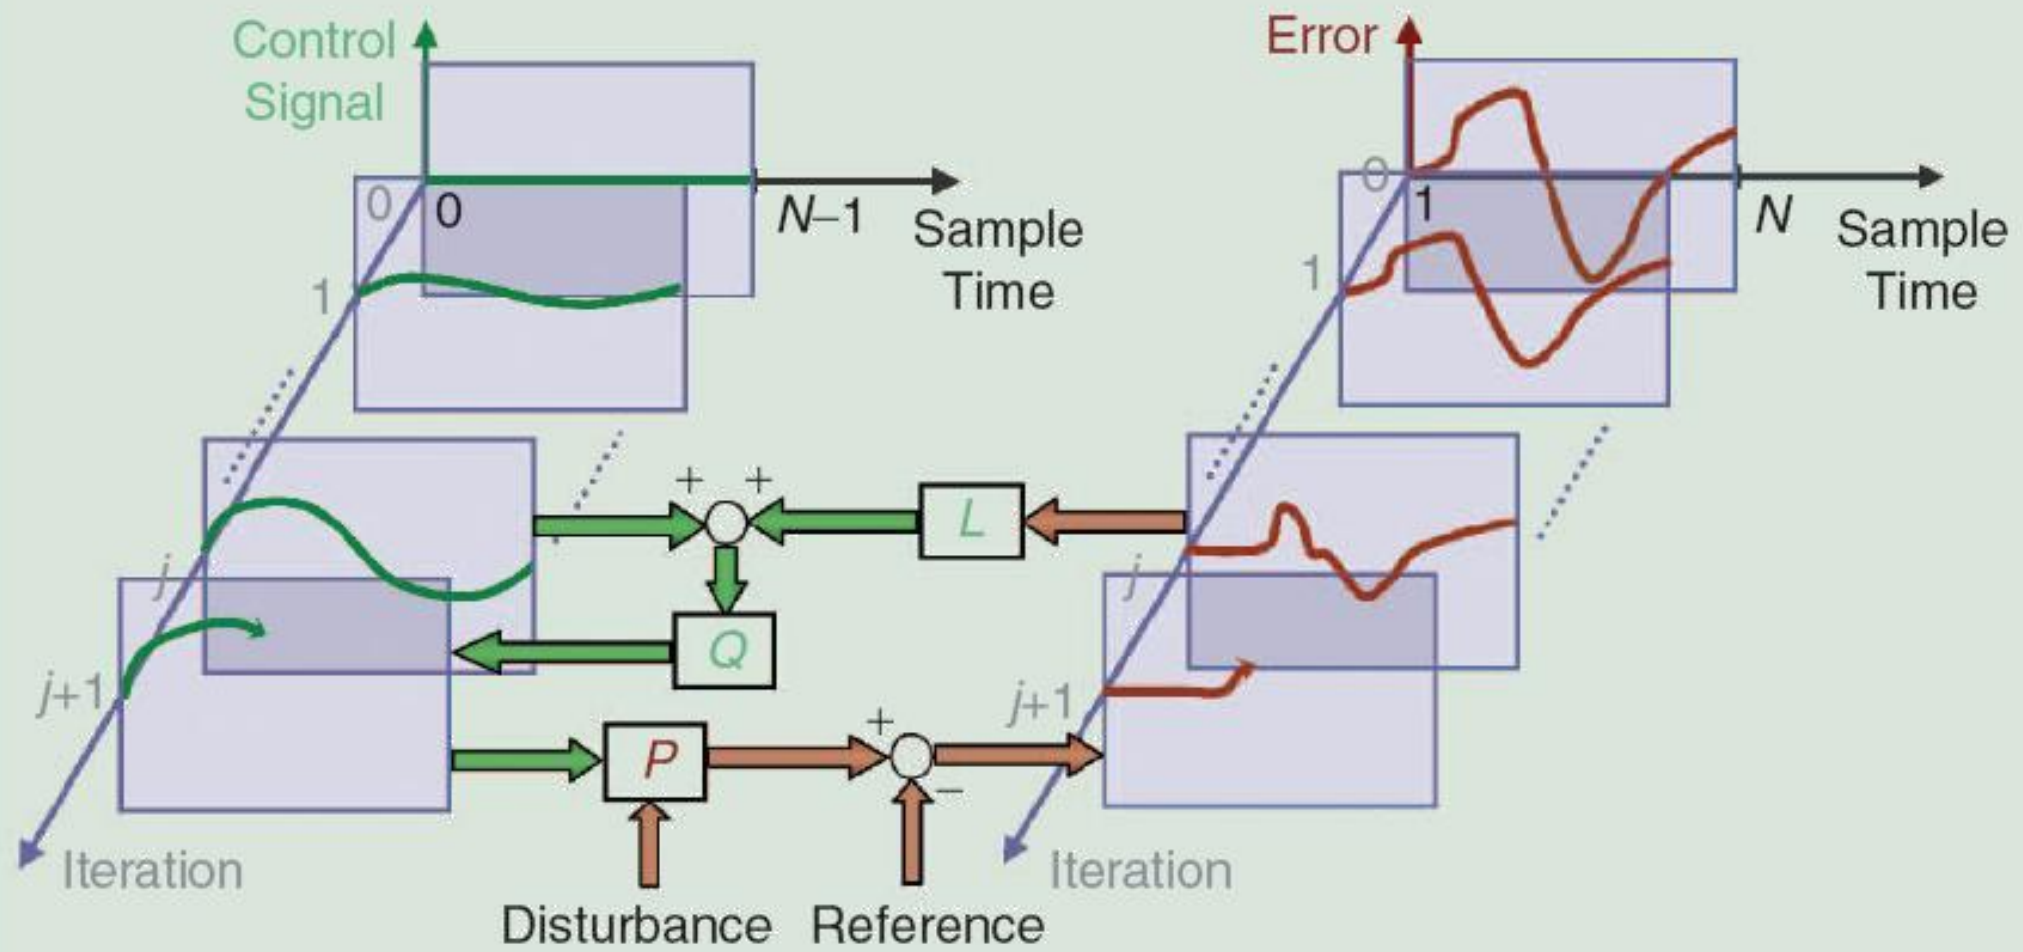 Control
Signal
0
0
N–1
Sample
Time
1
j
j+1
Iteration
Error
0
1
N
Sample
Time
1
j
j+1
Iteration
+ +
L
Q
P
+
–
Disturbance
Reference